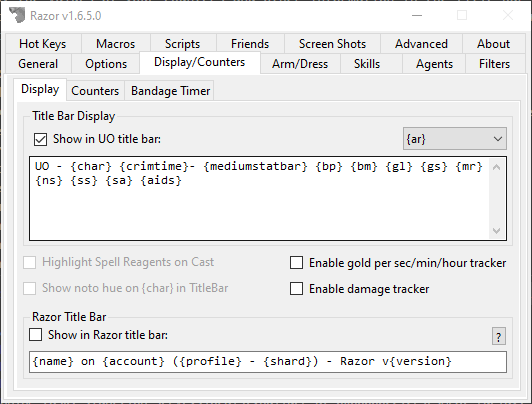 Razor v1.6.5.0
Hot Keys Macros Scripts Friends Screen Shots Advanced About
General Options Display/Counters Arm/Dress Skills Agents Filters
Display Counters Bandage Timer
Title Bar Display
Show in UO title bar: {ar}
UO - {char} {crimtime}- {mediumstatbar} {bp} {bm} {gl} {gs} {mr}
{ns} {ss} {sa} {aids}
Highlight Spell Reagents on Cast Enable gold per sec/min/hour tracker
Show noto hue on {char} in TitleBar Enable damage tracker
Razor Title Bar
Show in Razor title bar: ?
{name} on {account} ({profile} - {shard}) - Razor v{version}